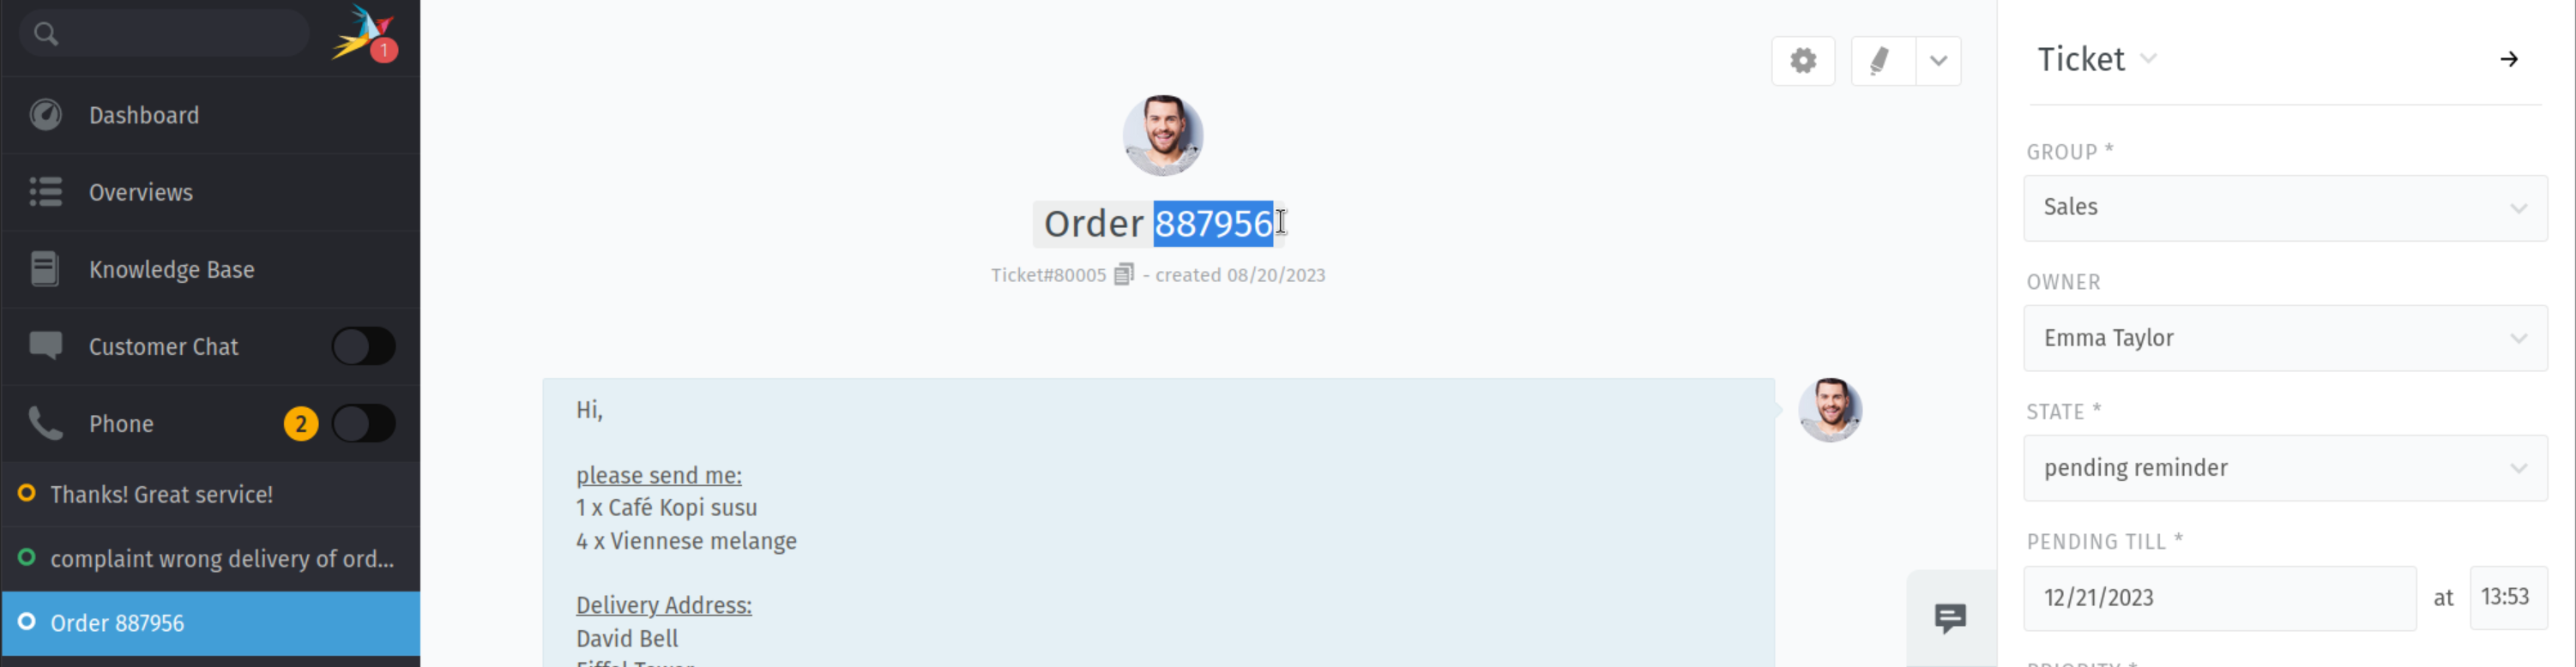 1
Dashboard
Overviews
Knowledge Base
Customer Chat
Phone 2
Thanks! Great service!
complaint wrong delivery of ord...
Order 887956
Order 887956
Ticket#80005 - created 08/20/2023
Hi,
please send me:
1 x Café Kopi susu
4 x Viennese melange
Delivery Address:
David Bell
Eiffel Tower
Ticket
GROUP *
Sales
OWNER
Emma Taylor
STATE *
pending reminder
PENDING TILL *
12/21/2023 at 13:53
PRIORITY *